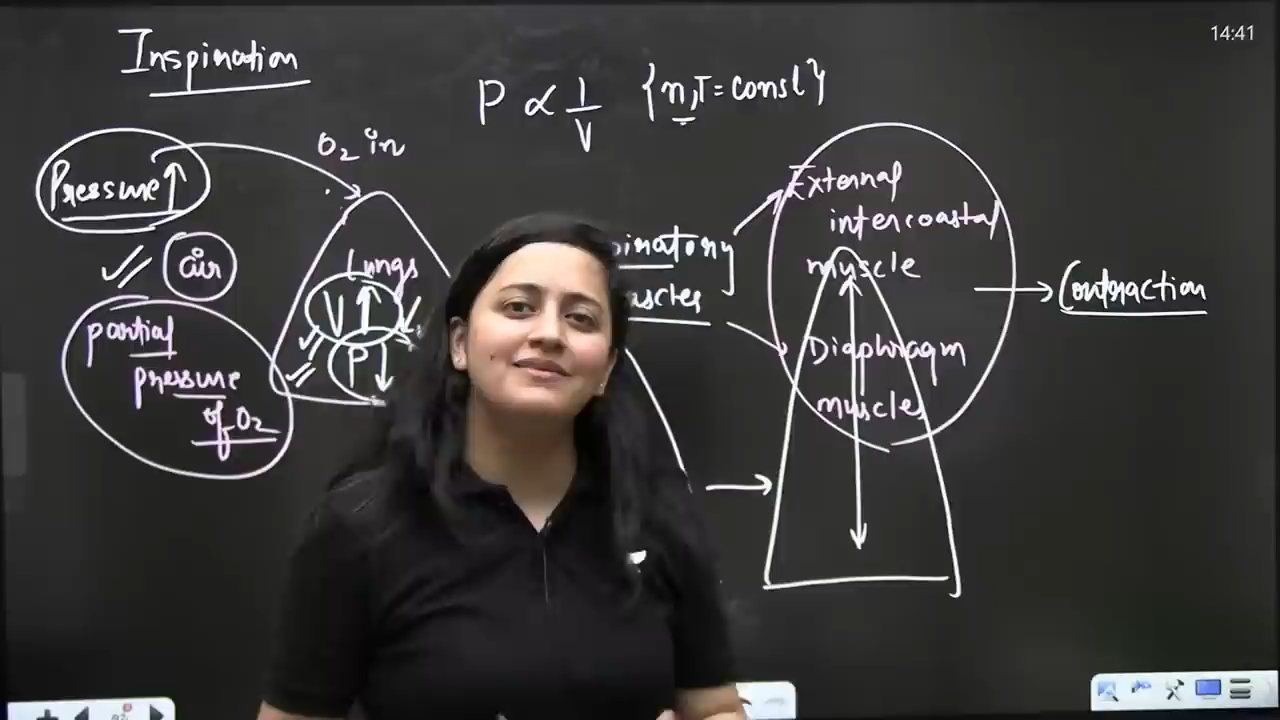 Inspiration
14:41
P ∝ 1/V {n,T = const}
O₂ in
Pressure ↑
air
Lungs
V ↑
P ↓
partial
pressure
of O₂
External
intercoastal
muscle
Diaphragm
muscles
Contraction